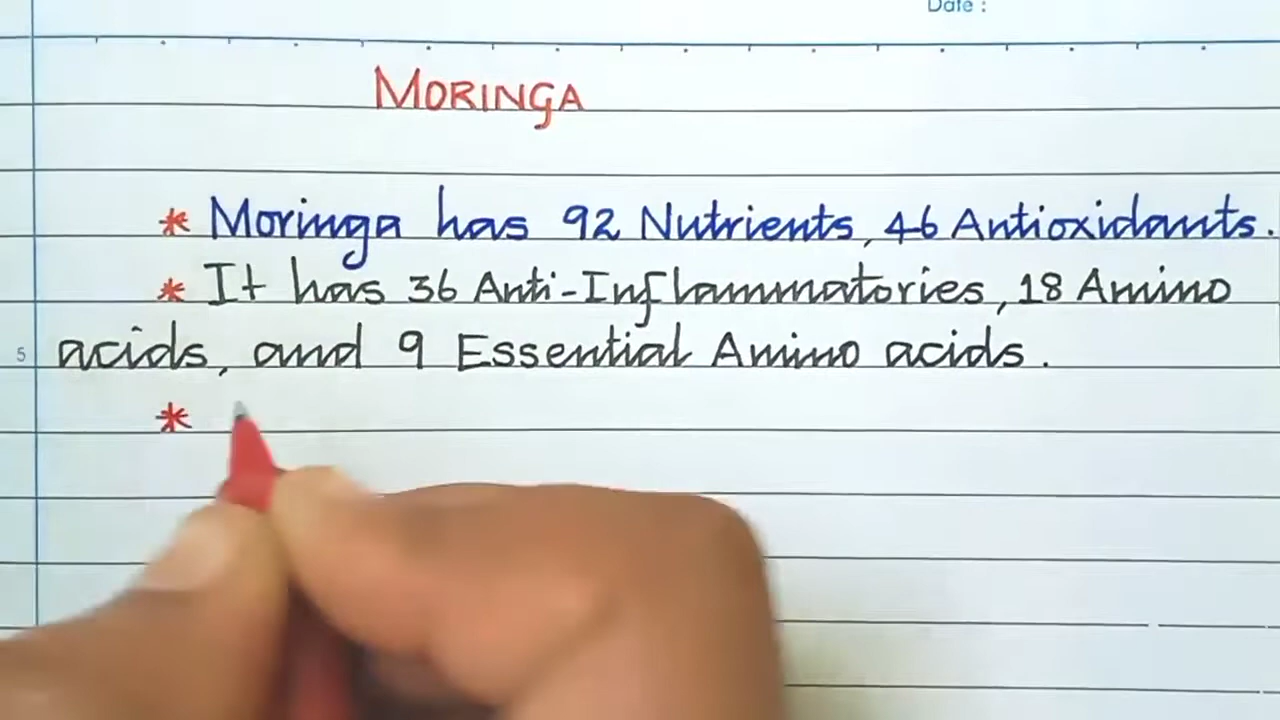 Date :
MORINGA
* Moringa has 92 Nutrients, 46 Antioxidants.
* It has 36 Anti-Inflammatories, 18 Amino
5 acids, and 9 Essential Amino acids.
*